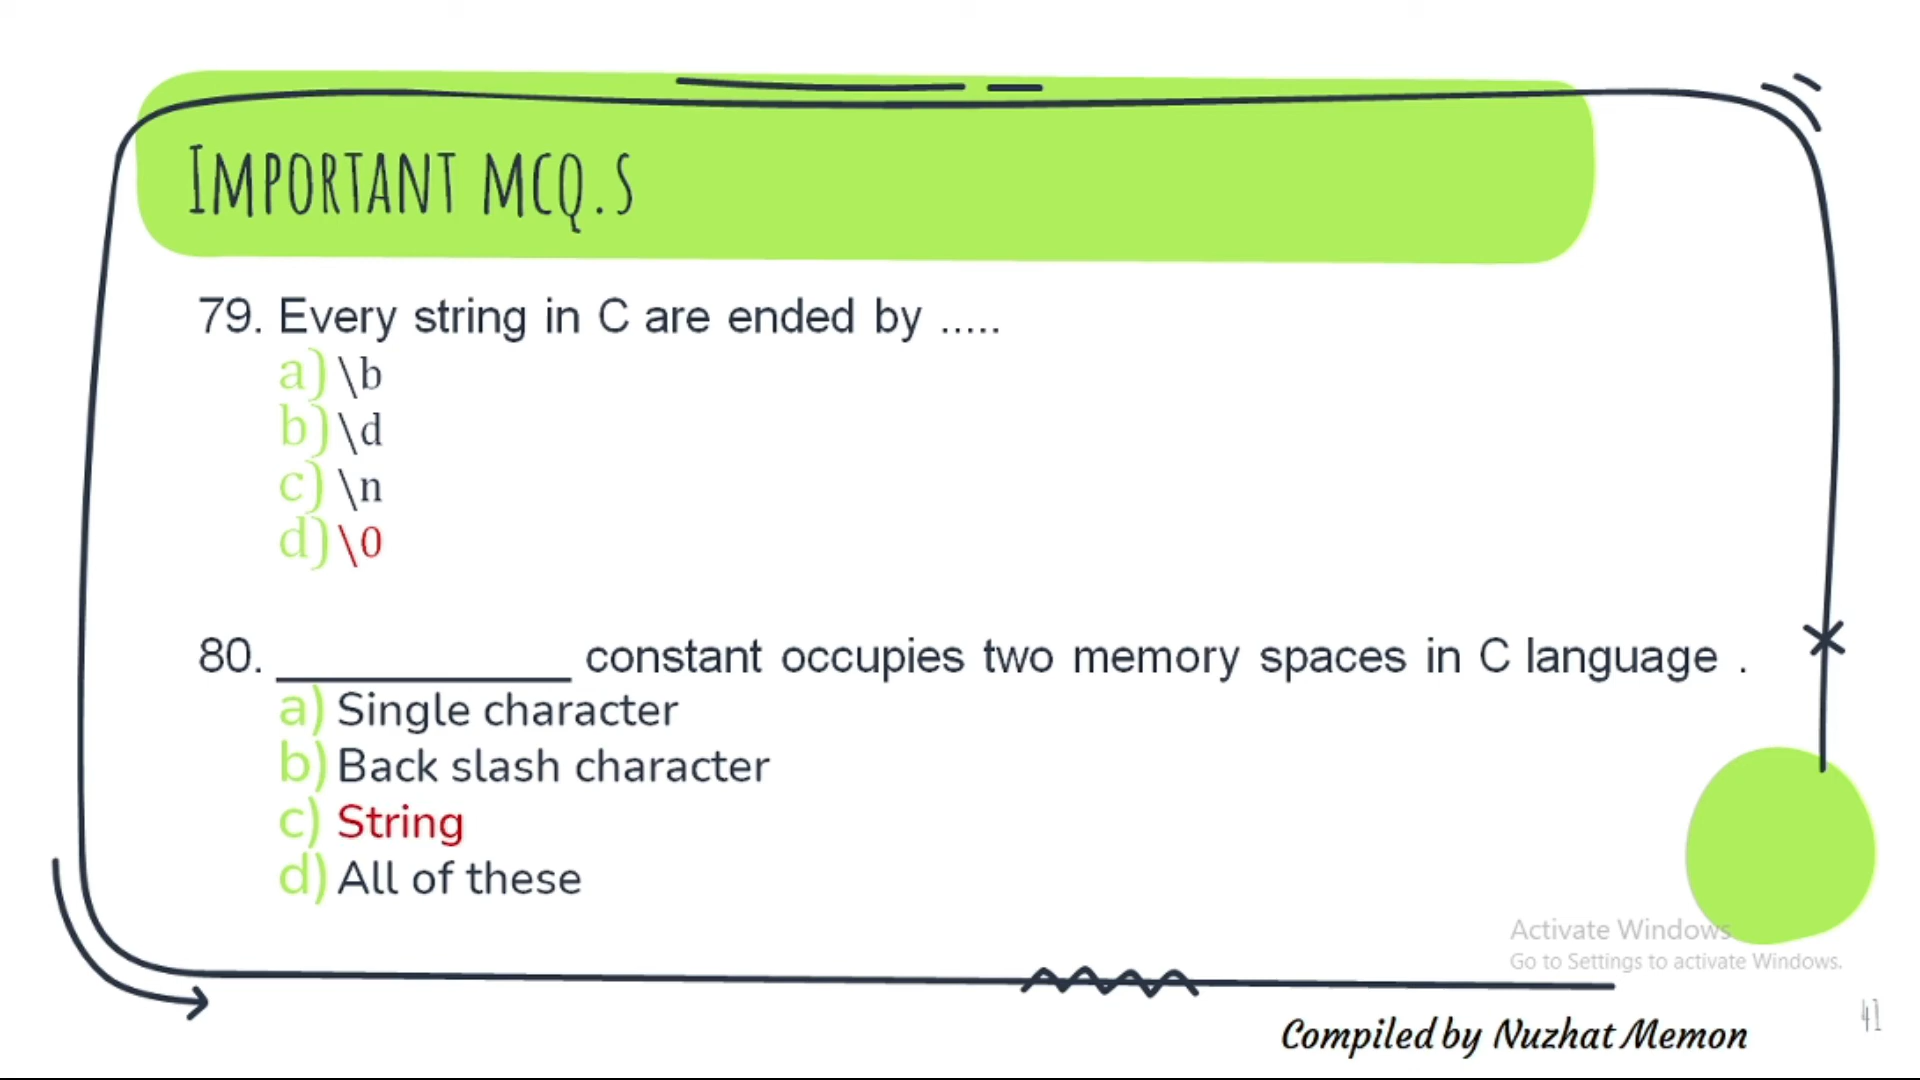 IMPORTANT MCQ.S
79. Every string in C are ended by .....
a) \b
b) \d
c) \n
d) \0
80. ____________ constant occupies two memory spaces in C language .
a) Single character
b) Back slash character
c) String
d) All of these
Activate Windows
Go to Settings to activate Windows.
41
Compiled by Nuzhat Memon